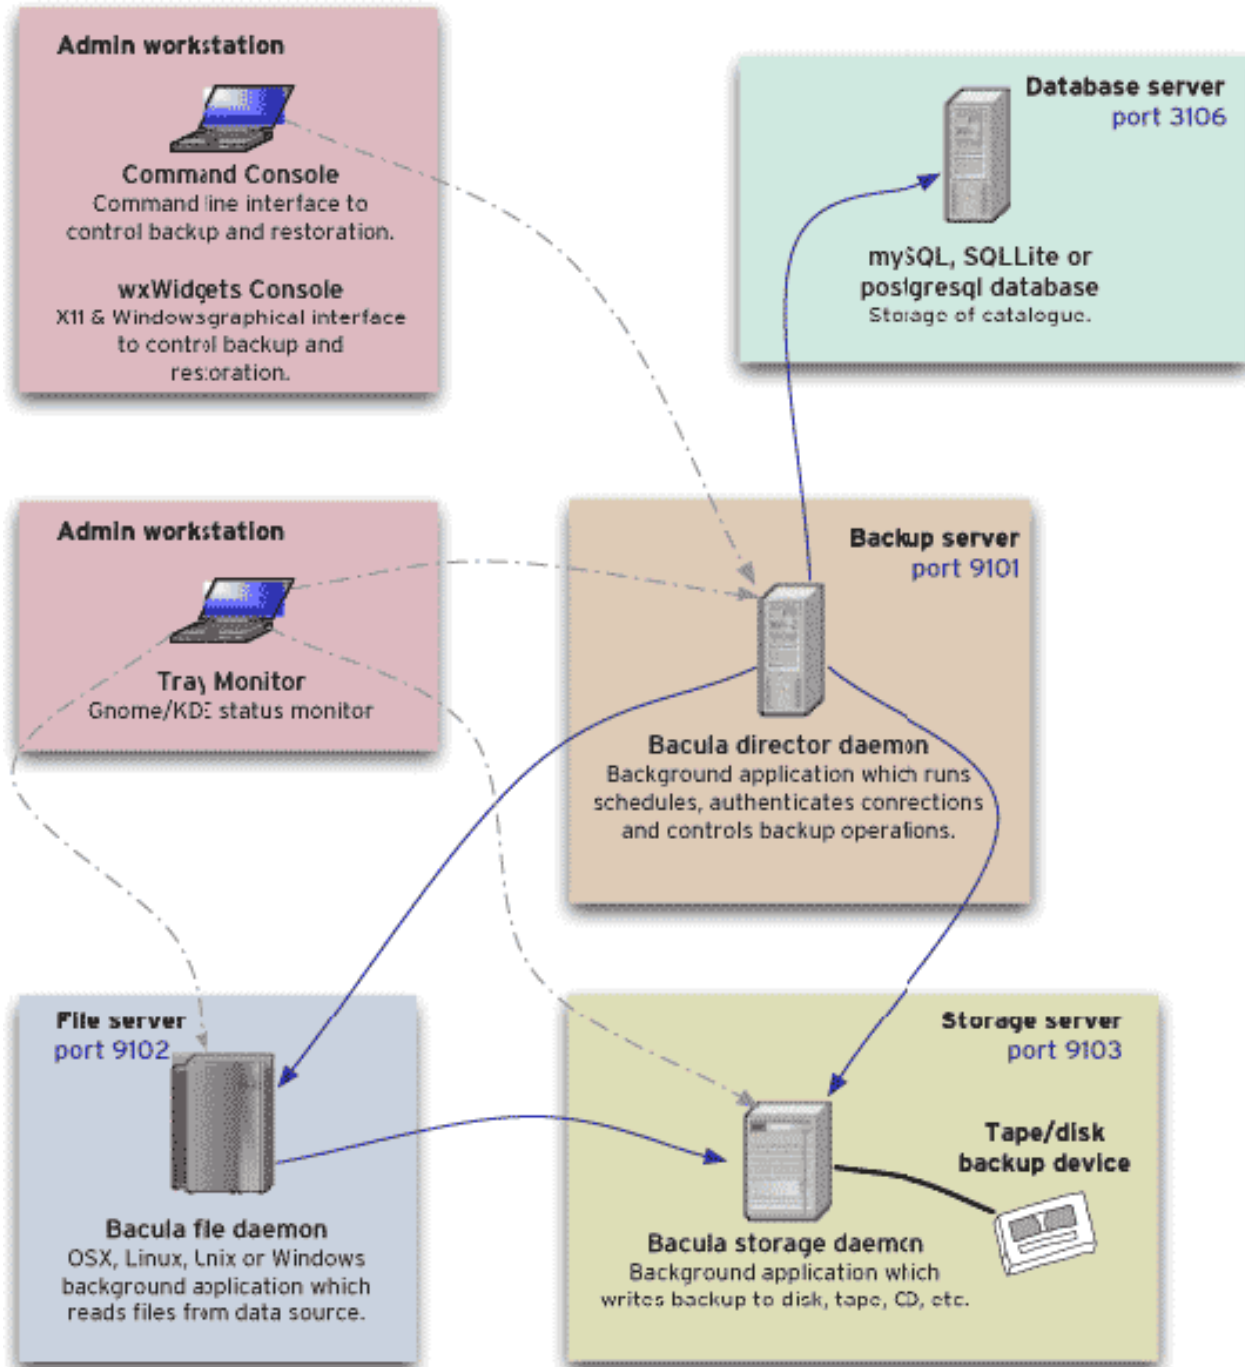 Admin workstation
Command Console
Command line interface to
control backup and restoration.
wxWidgets Console
X11 & Windowsgraphical interface
to control backup and
restoration.
Database server
port 3106
mySQL, SQLLite or
postgresql database
Storage of catalogue.
Admin workstation
Tray Monitor
Gnome/KDE status monitor
Backup server
port 9101
Bacula director daemon
Background application which runs
schedules, authenticates connections
and controls backup operations.
File server
port 9102
Bacula file daemon
OSX, Linux, Unix or Windows
background application which
reads files from data source.
Storage server
port 9103
Tape/disk
backup device
Bacula storage daemon
Background application which
writes backup to disk, tape, CD, etc.